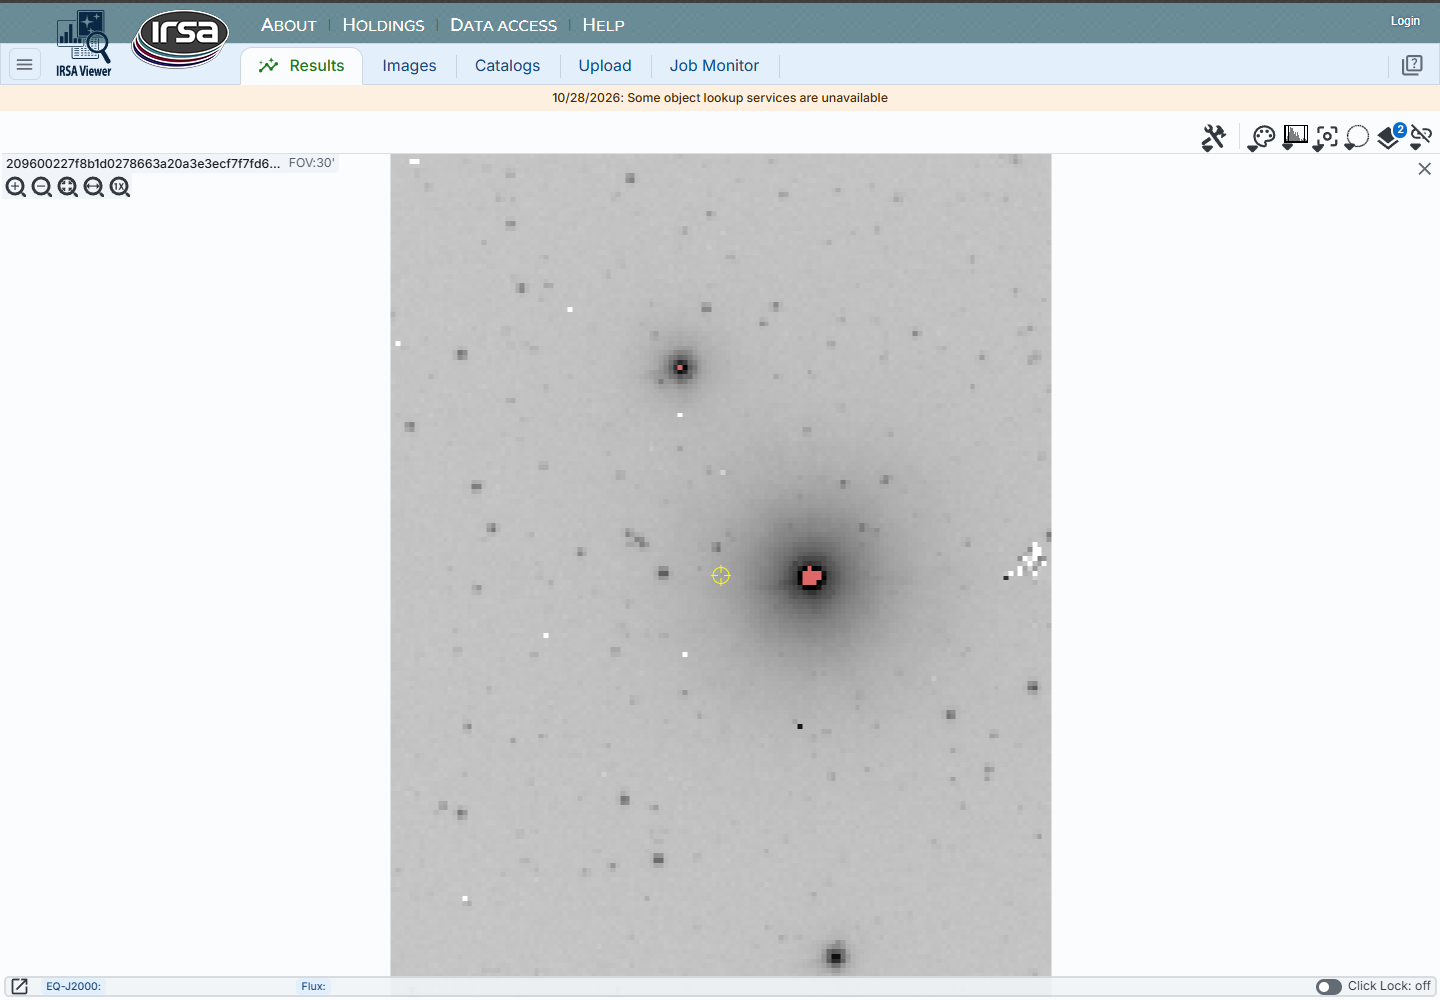 ABOUT HOLDINGS DATA ACCESS HELP Login
IRSA Viewer irsa
Results Images Catalogs Upload Job Monitor
10/28/2026: Some object lookup services are unavailable
2
209600227f8b1d0278663a20a3e3ecf7f7fd6... FOV:30'
1X
EQ-J2000: Flux: Click Lock: off